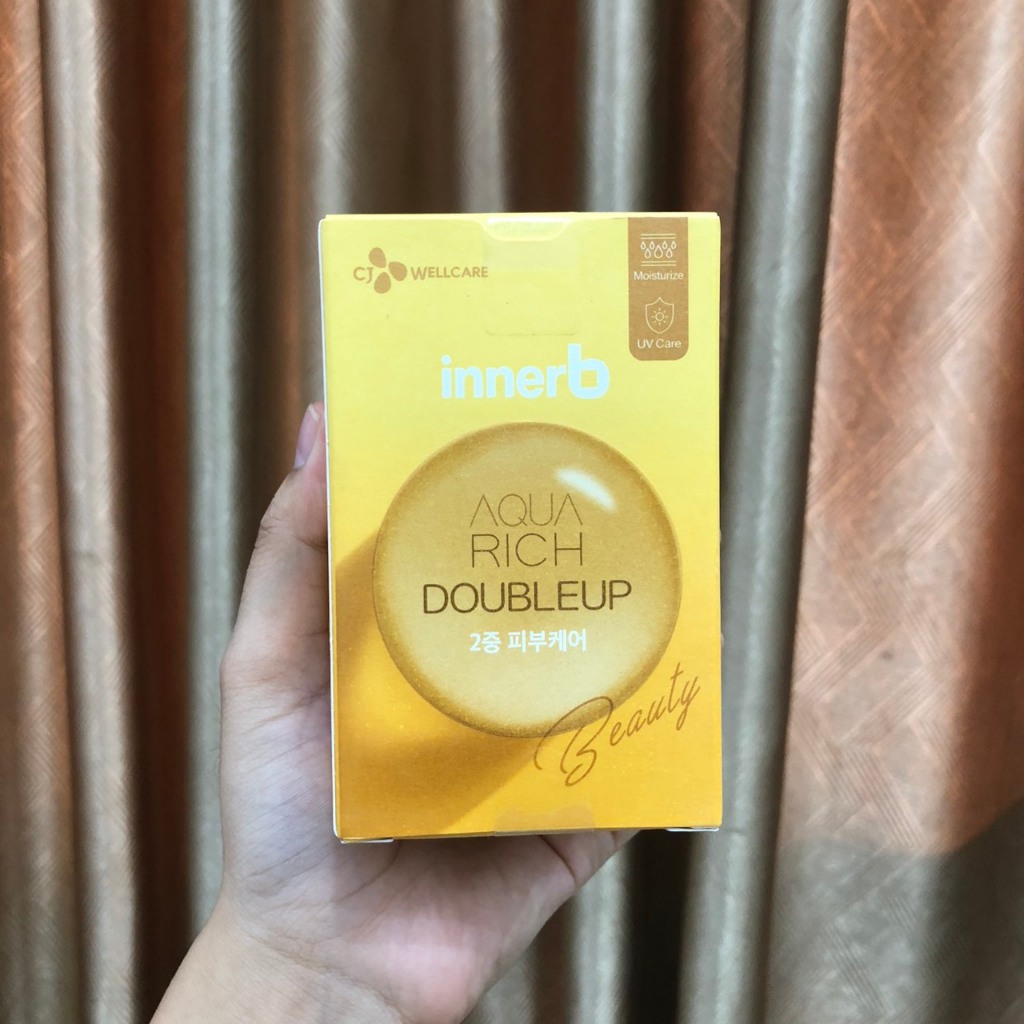 CJ WELLCARE
Moisturize
UV Care
innerb
AQUA
RICH
DOUBLEUP
2중 피부케어
Beauty